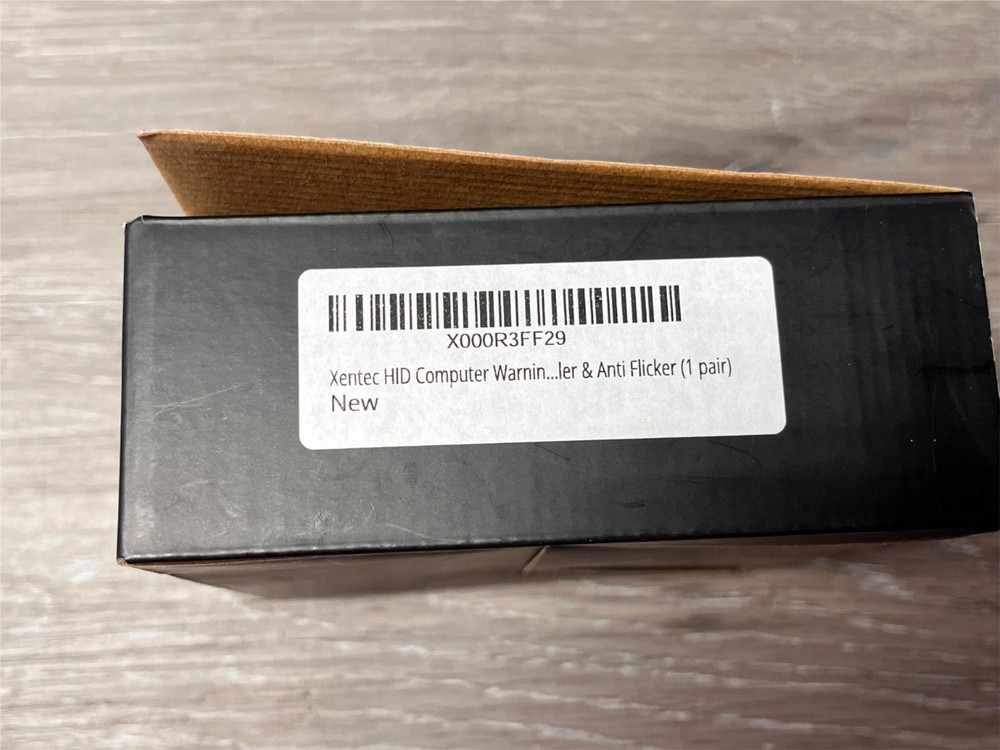 X000R3FF29
Xentec HID Computer Warnin...ler & Anti Flicker (1 pair)
New